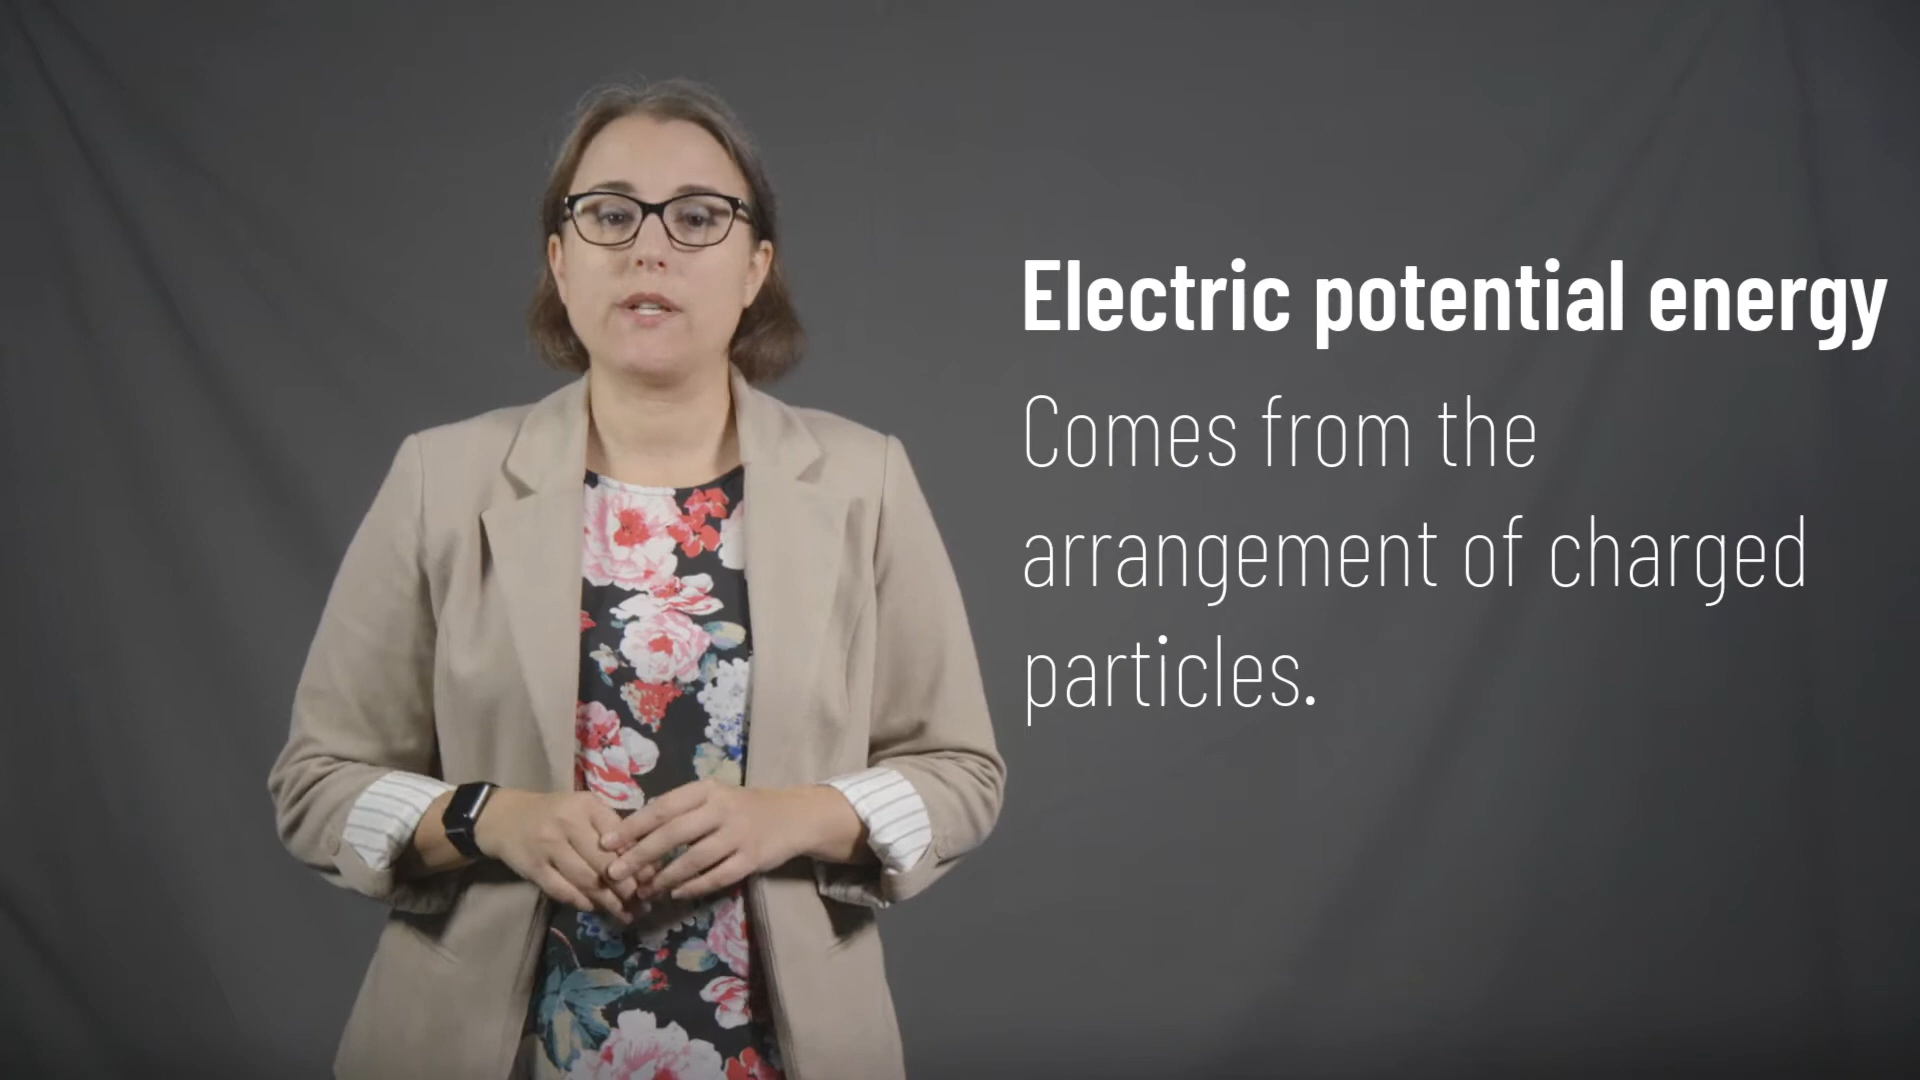 Electric potential energy
Comes from the
arrangement of charged
particles.